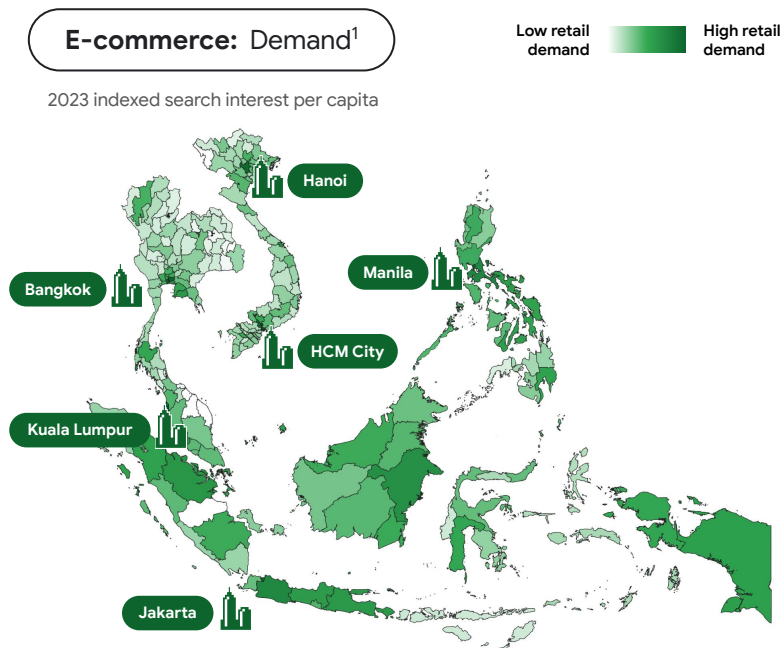 E-commerce: Demand¹
Low retail
demand
High retail
demand
2023 indexed search interest per capita
Hanoi
Manila
Bangkok
HCM City
Kuala Lumpur
Jakarta